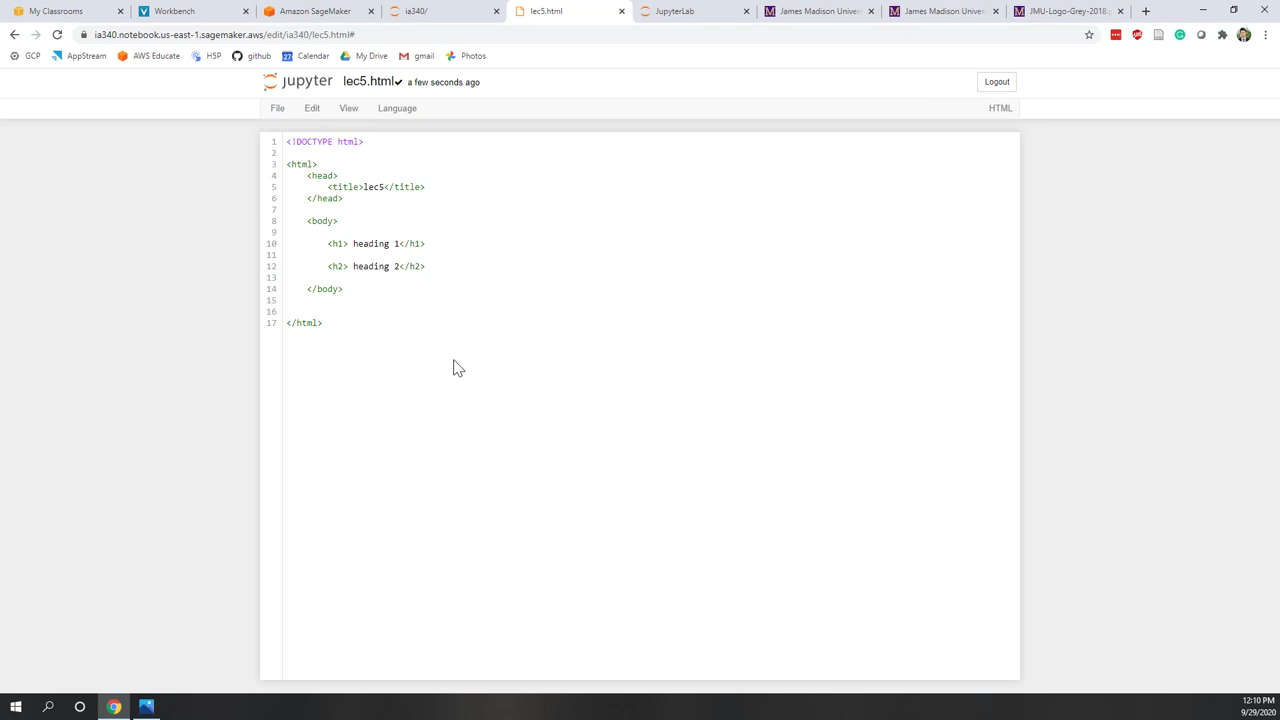 My Classrooms
Workbench
Amazon SageMaker
ia340/
lec5.html
JupyterLab
James Madison Univer
James Madison Univer
JMU-Logo-Grey-2018.
ia340.notebook.us-east-1.sagemaker.aws/edit/ia340/lec5.html#
GCP
AppStream
AWS Educate
H5P
github
27
Calendar
My Drive
gmail
Photos
jupyter
lec5.html
a few seconds ago
Logout
File
Edit
View
Language
HTML
1 <!DOCTYPE html>
2
3 <html>
4 <head>
5 <title>lec5</title>
6 </head>
7
8 <body>
9
10 <h1> heading 1</h1>
11
12 <h2> heading 2</h2>
13
14 </body>
15
16
17 </html>
12:10 PM
9/29/2020